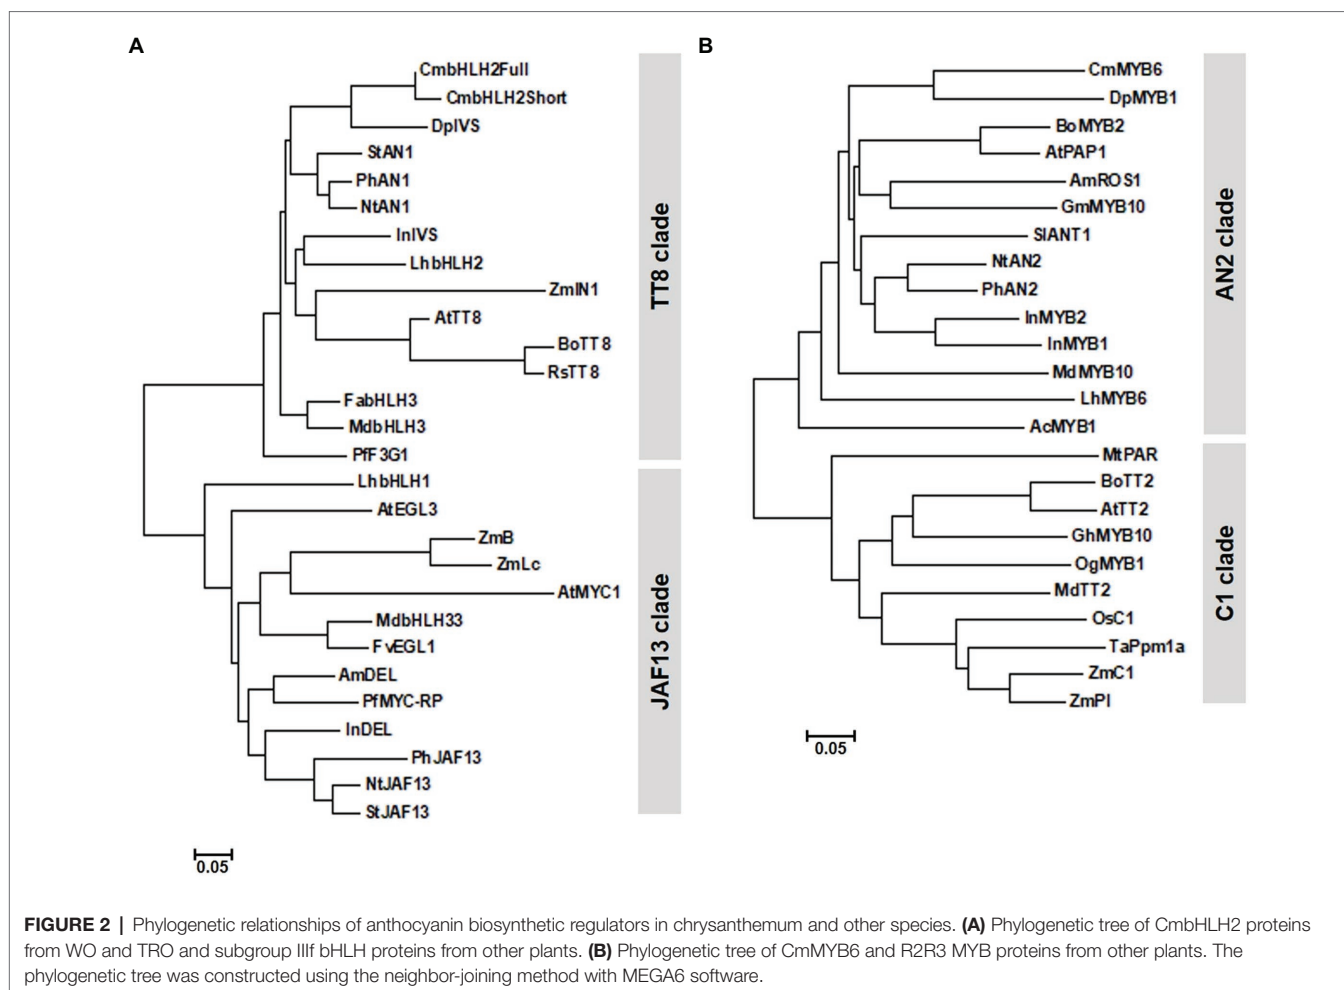 A
CmbHLH2Full
CmbHLH2Short
DpIVS
StAN1
PhAN1
NtAN1
InIVS
LhbHLH2
ZmIN1
AtTT8
BoTT8
RsTT8
FabHLH3
MdbHLH3
PfF3G1
LhbHLH1
AtEGL3
ZmB
ZmLc
AtMYC1
MdbHLH33
FvEGL1
AmDEL
PfMYC-RP
InDEL
PhJAF13
NtJAF13
StJAF13
TT8 clade
JAF13 clade
0.05
B
CmMYB6
DpMYB1
BoMYB2
AtPAP1
AmROS1
GmMYB10
SlANT1
NtAN2
PhAN2
InMYB2
InMYB1
MdMYB10
LhMYB6
AcMYB1
MtPAR
BoTT2
AtTT2
GhMYB10
OgMYB1
MdTT2
OsC1
TaPpm1a
ZmC1
ZmPl
AN2 clade
C1 clade
0.05
FIGURE 2 | Phylogenetic relationships of anthocyanin biosynthetic regulators in chrysanthemum and other species. (A) Phylogenetic tree of CmbHLH2 proteins
from WO and TRO and subgroup IIIf bHLH proteins from other plants. (B) Phylogenetic tree of CmMYB6 and R2R3 MYB proteins from other plants. The
phylogenetic tree was constructed using the neighbor-joining method with MEGA6 software.